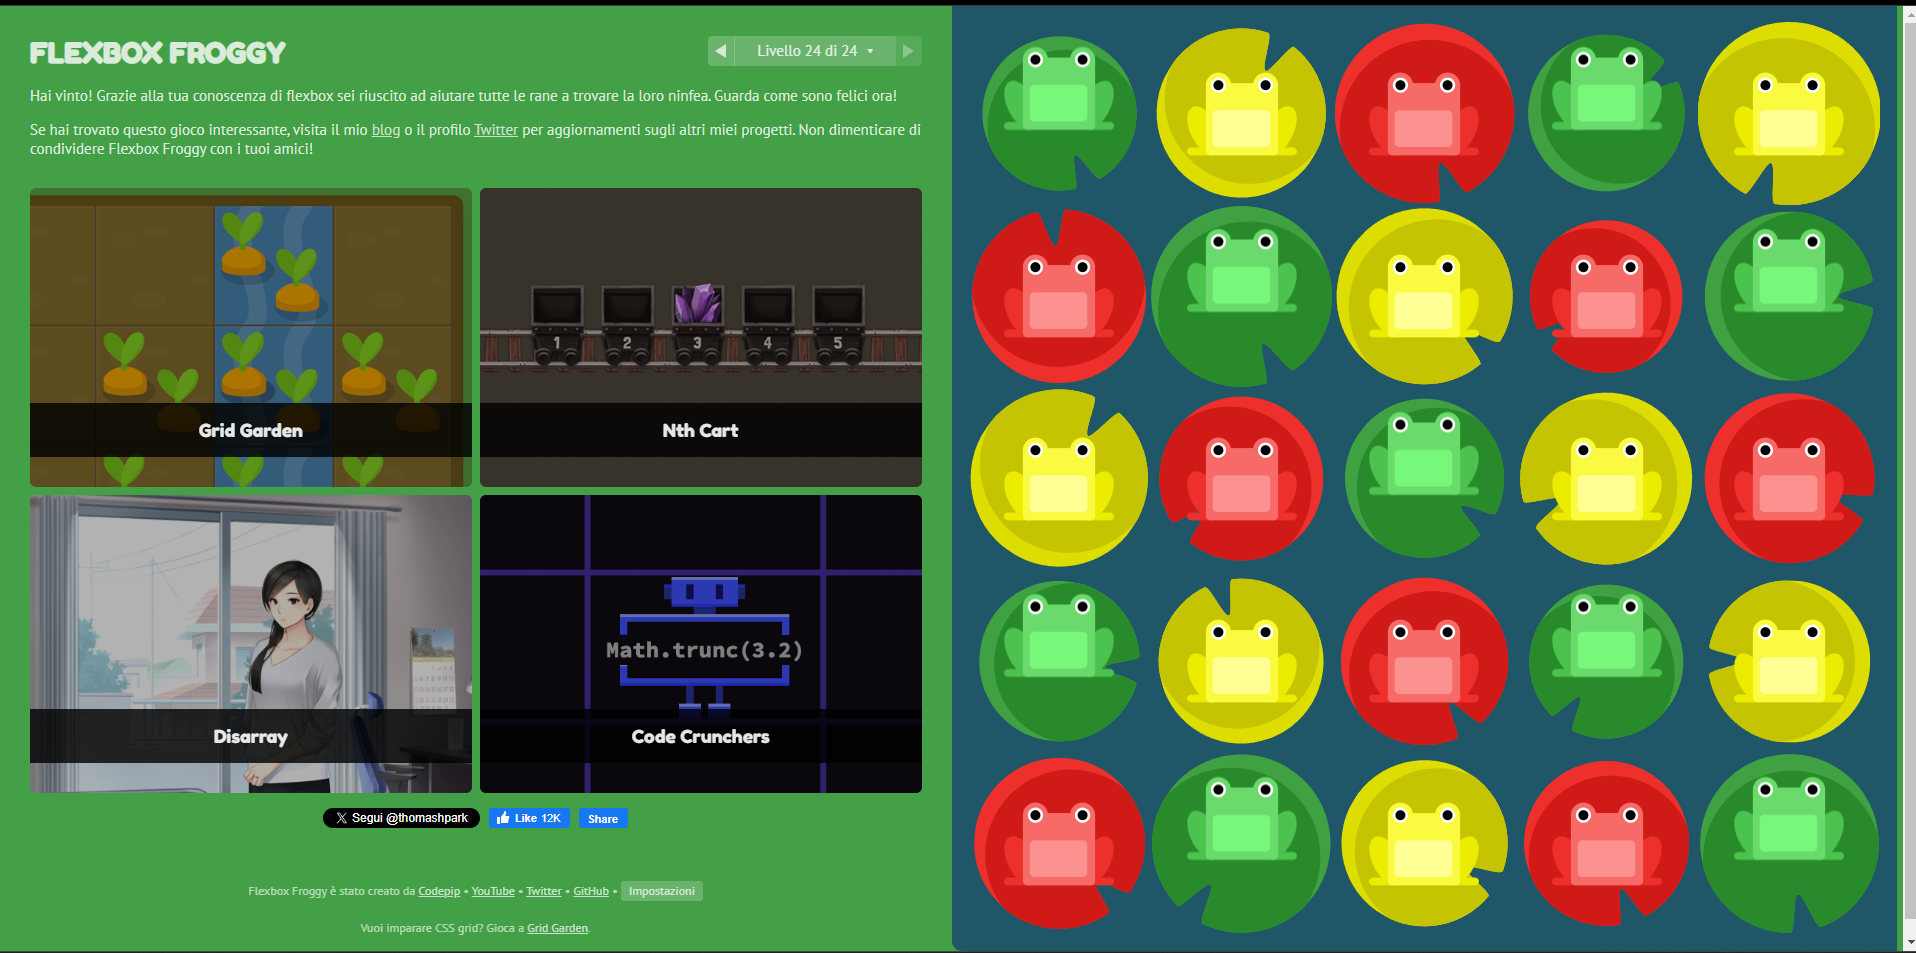 FLEXBOX FROGGY
Livello 24 di 24
Hai vinto! Grazie alla tua conoscenza di flexbox sei riuscito ad aiutare tutte le rane a trovare la loro ninfea. Guarda come sono felici ora!
Se hai trovato questo gioco interessante, visita il mio blog o il profilo Twitter per aggiornamenti sugli altri miei progetti. Non dimenticare di
condividere Flexbox Froggy con i tuoi amici!
1 2 3 4 5
Grid Garden
Nth Cart
Math.trunc(3.2)
Disarray
Code Crunchers
Segui @thomashpark
Like 12K
Share
Flexbox Froggy è stato creato da Codepip • YouTube • Twitter • GitHub • Impostazioni
Vuoi imparare CSS grid? Gioca a Grid Garden.